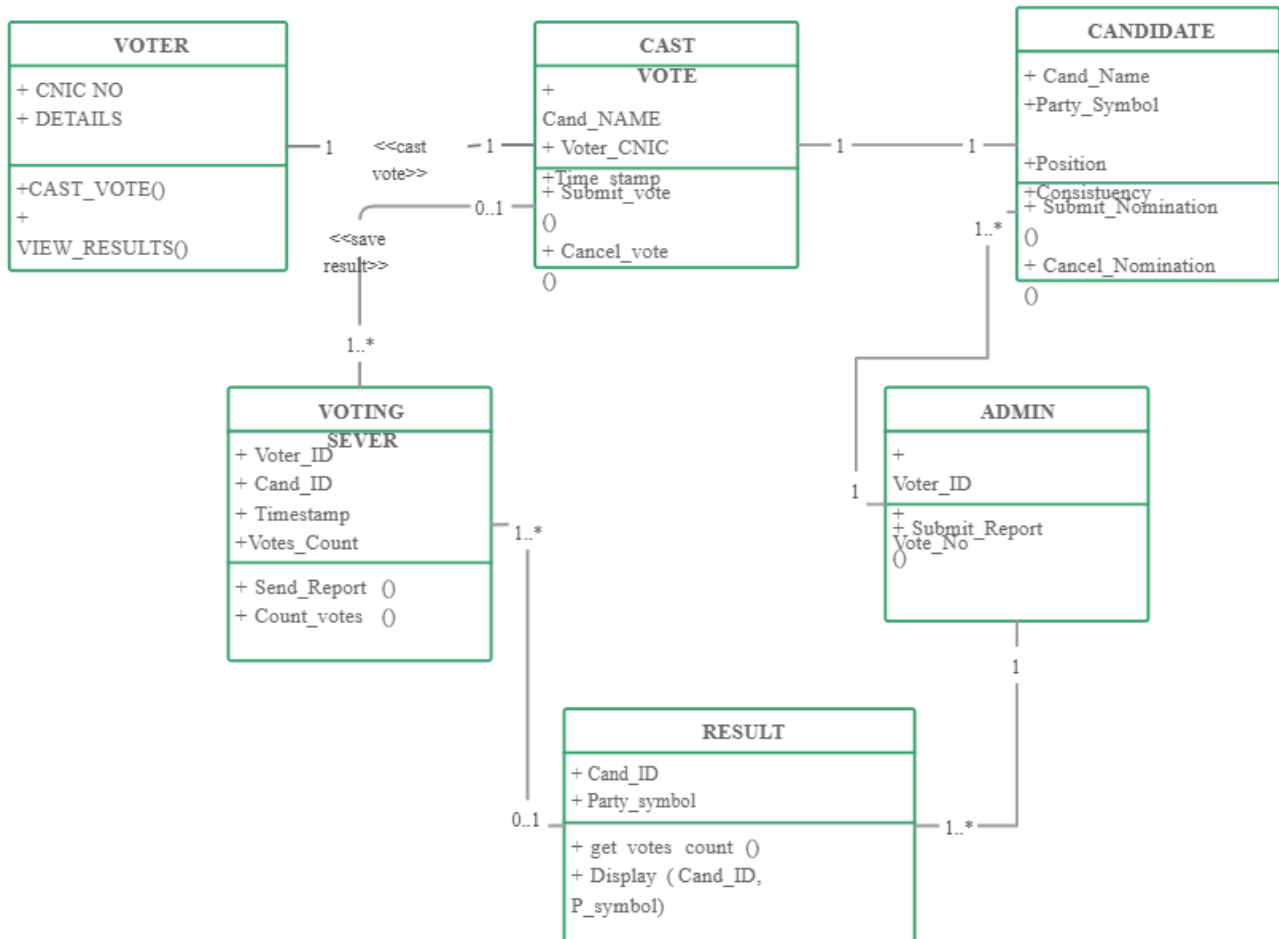 VOTER
+ CNIC NO
+ DETAILS
+CAST_VOTE()
+
VIEW_RESULTS()
1
<<cast
vote>>
1
CAST
VOTE
+
Cand_NAME
+ Voter_CNIC
+Time_stamp
+ Submit_vote
()
+ Cancel_vote
()
1
1
CANDIDATE
+ Cand_Name
+Party_Symbol
+Position
+Consistuency
+ Submit_Nomination
()
+ Cancel_Nomination
()
0..1
<<save
result>>
1..*
1..*
1
VOTING
SEVER
+ Voter_ID
+ Cand_ID
+ Timestamp
+Votes_Count
+ Send_Report ()
+ Count_votes ()
1..*
0..1
ADMIN
+
Voter_ID
+
Vote_No
+ Submit_Report
()
1
1..*
RESULT
+ Cand_ID
+ Party_symbol
+ get votes count ()
+ Display ( Cand_ID,
P_symbol)